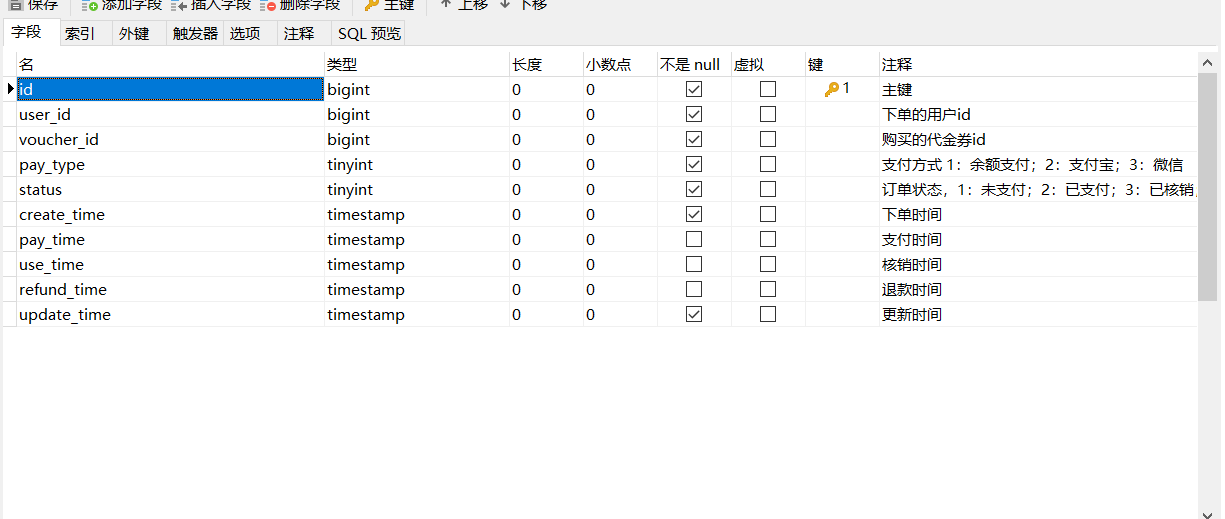 保存 添加字段 插入字段 删除字段 主键 上移 下移
字段 索引 外键 触发器 选项 注释 SQL 预览
名 类型 长度 小数点 不是 null 虚拟 键 注释
id bigint 0 0 1 主键
user_id bigint 0 0 下单的用户id
voucher_id bigint 0 0 购买的代金券id
pay_type tinyint 0 0 支付方式 1：余额支付；2：支付宝；3：微信
status tinyint 0 0 订单状态，1：未支付；2：已支付；3：已核销
create_time timestamp 0 0 下单时间
pay_time timestamp 0 0 支付时间
use_time timestamp 0 0 核销时间
refund_time timestamp 0 0 退款时间
update_time timestamp 0 0 更新时间